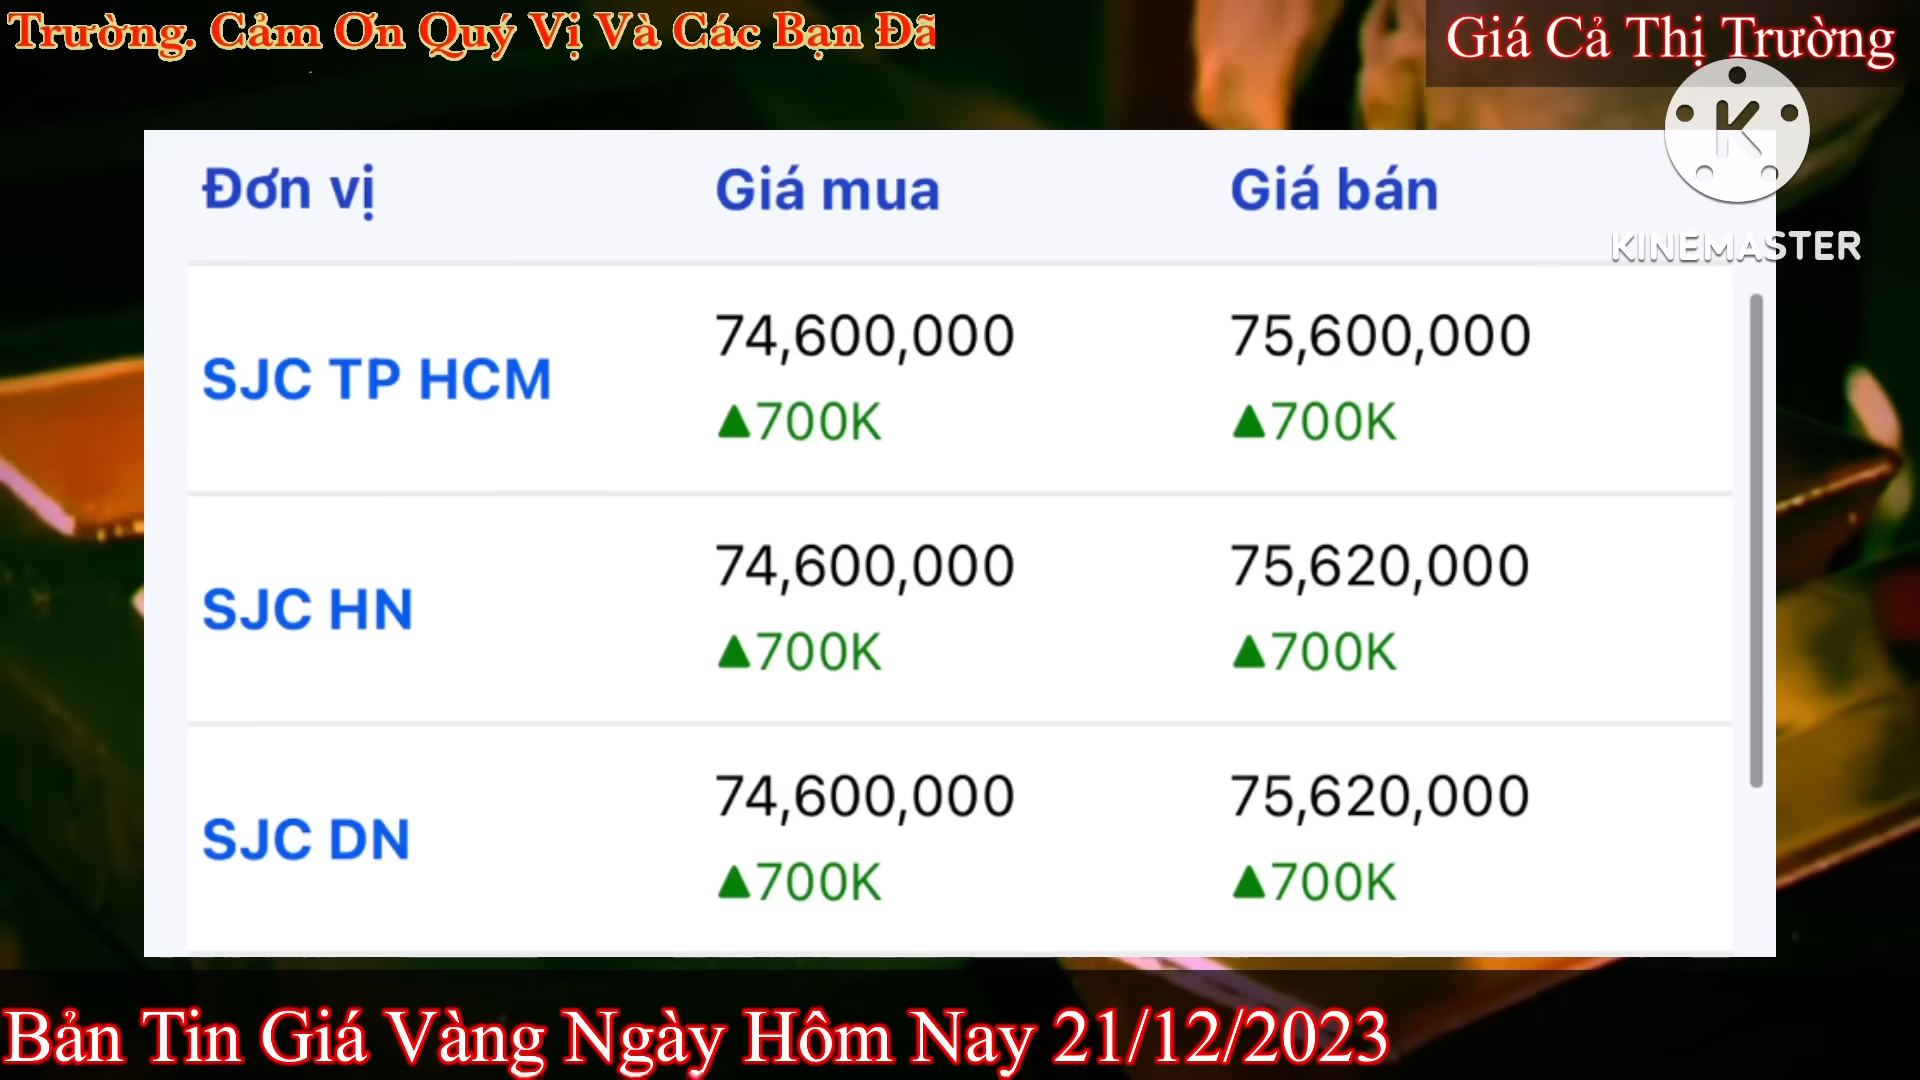 Trường. Cảm Ơn Quý Vị Và Các Bạn Đã
Giá Cả Thị Trường
K
KINEMASTER
Đơn vị Giá mua Giá bán
SJC TP HCM 74,600,000 75,600,000
▲700K ▲700K
SJC HN 74,600,000 75,620,000
▲700K ▲700K
SJC DN 74,600,000 75,620,000
▲700K ▲700K
Bản Tin Giá Vàng Ngày Hôm Nay 21/12/2023